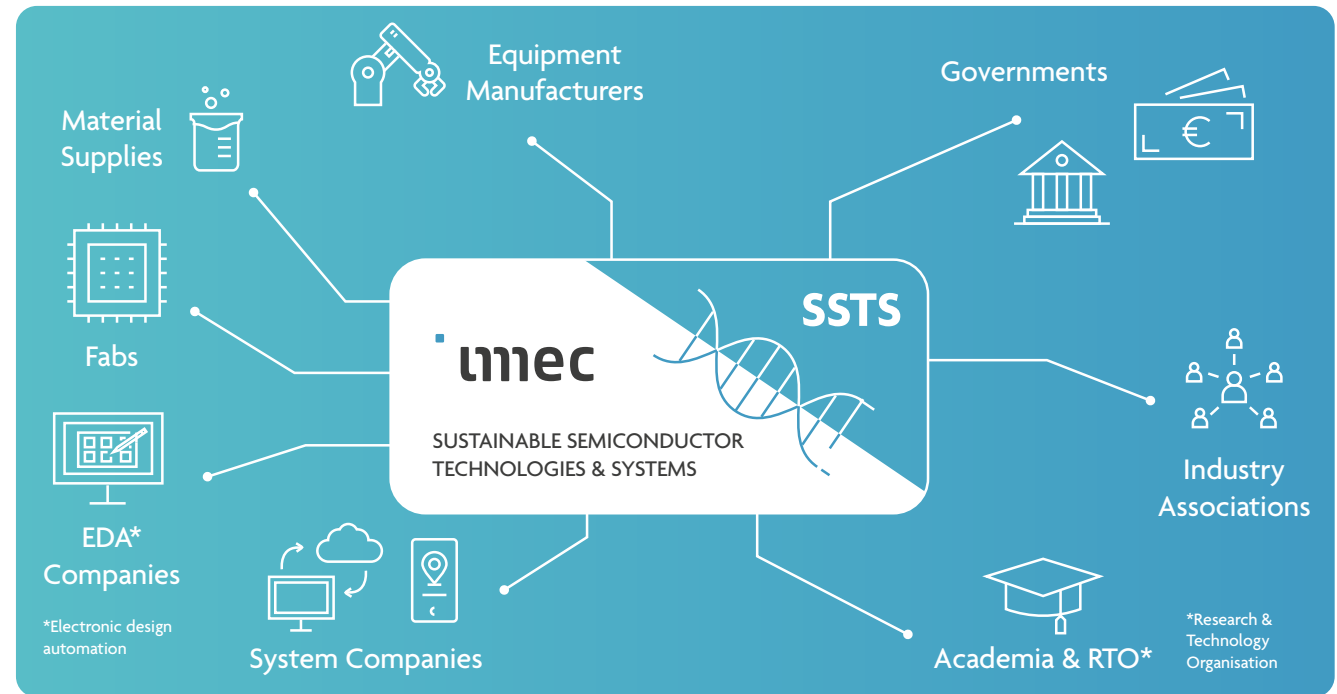 Equipment
Manufacturers
Governments
€
Material
Supplies
Fabs
SSTS
imec
SUSTAINABLE SEMICONDUCTOR
TECHNOLOGIES & SYSTEMS
Industry
Associations
EDA*
Companies
*Electronic design
automation
System Companies
Academia & RTO*
*Research &
Technology
Organisation